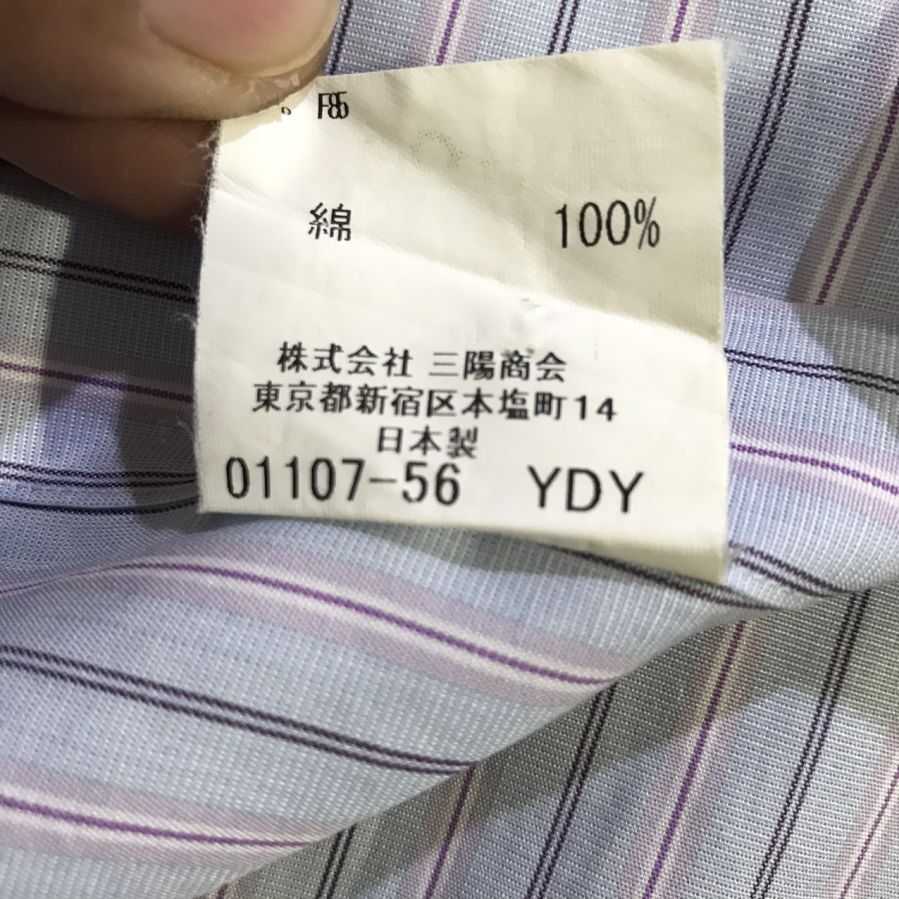 。 F85
綿 100%
株式会社 三陽商会
東京都新宿区本塩町14
日本製
01107-56 YDY